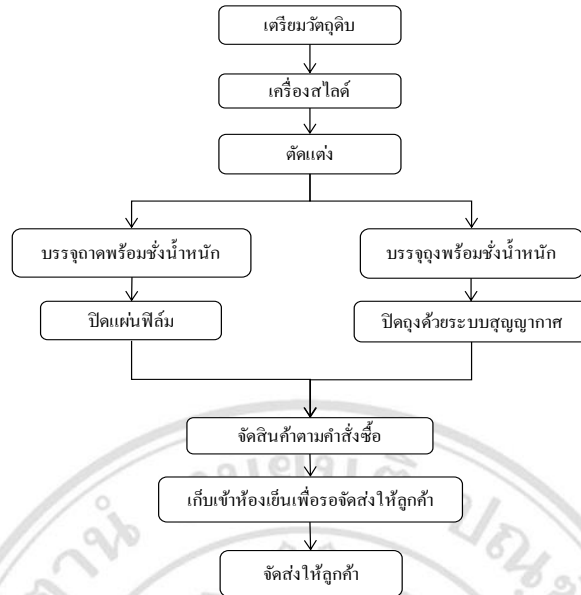 เตรียมวัตถุดิบ
เครื่องสไลด์
ตัดแต่ง
บรรจุถาดพร้อมชั่งน้ำหนัก
บรรจุถุงพร้อมชั่งน้ำหนัก
ปิดแผ่นฟิล์ม
ปิดถุงด้วยระบบสุญญากาศ
จัดสินค้าตามคำสั่งซื้อ
เก็บเข้าห้องเย็นเพื่อรอจัดส่งให้ลูกค้า
จัดส่งให้ลูกค้า